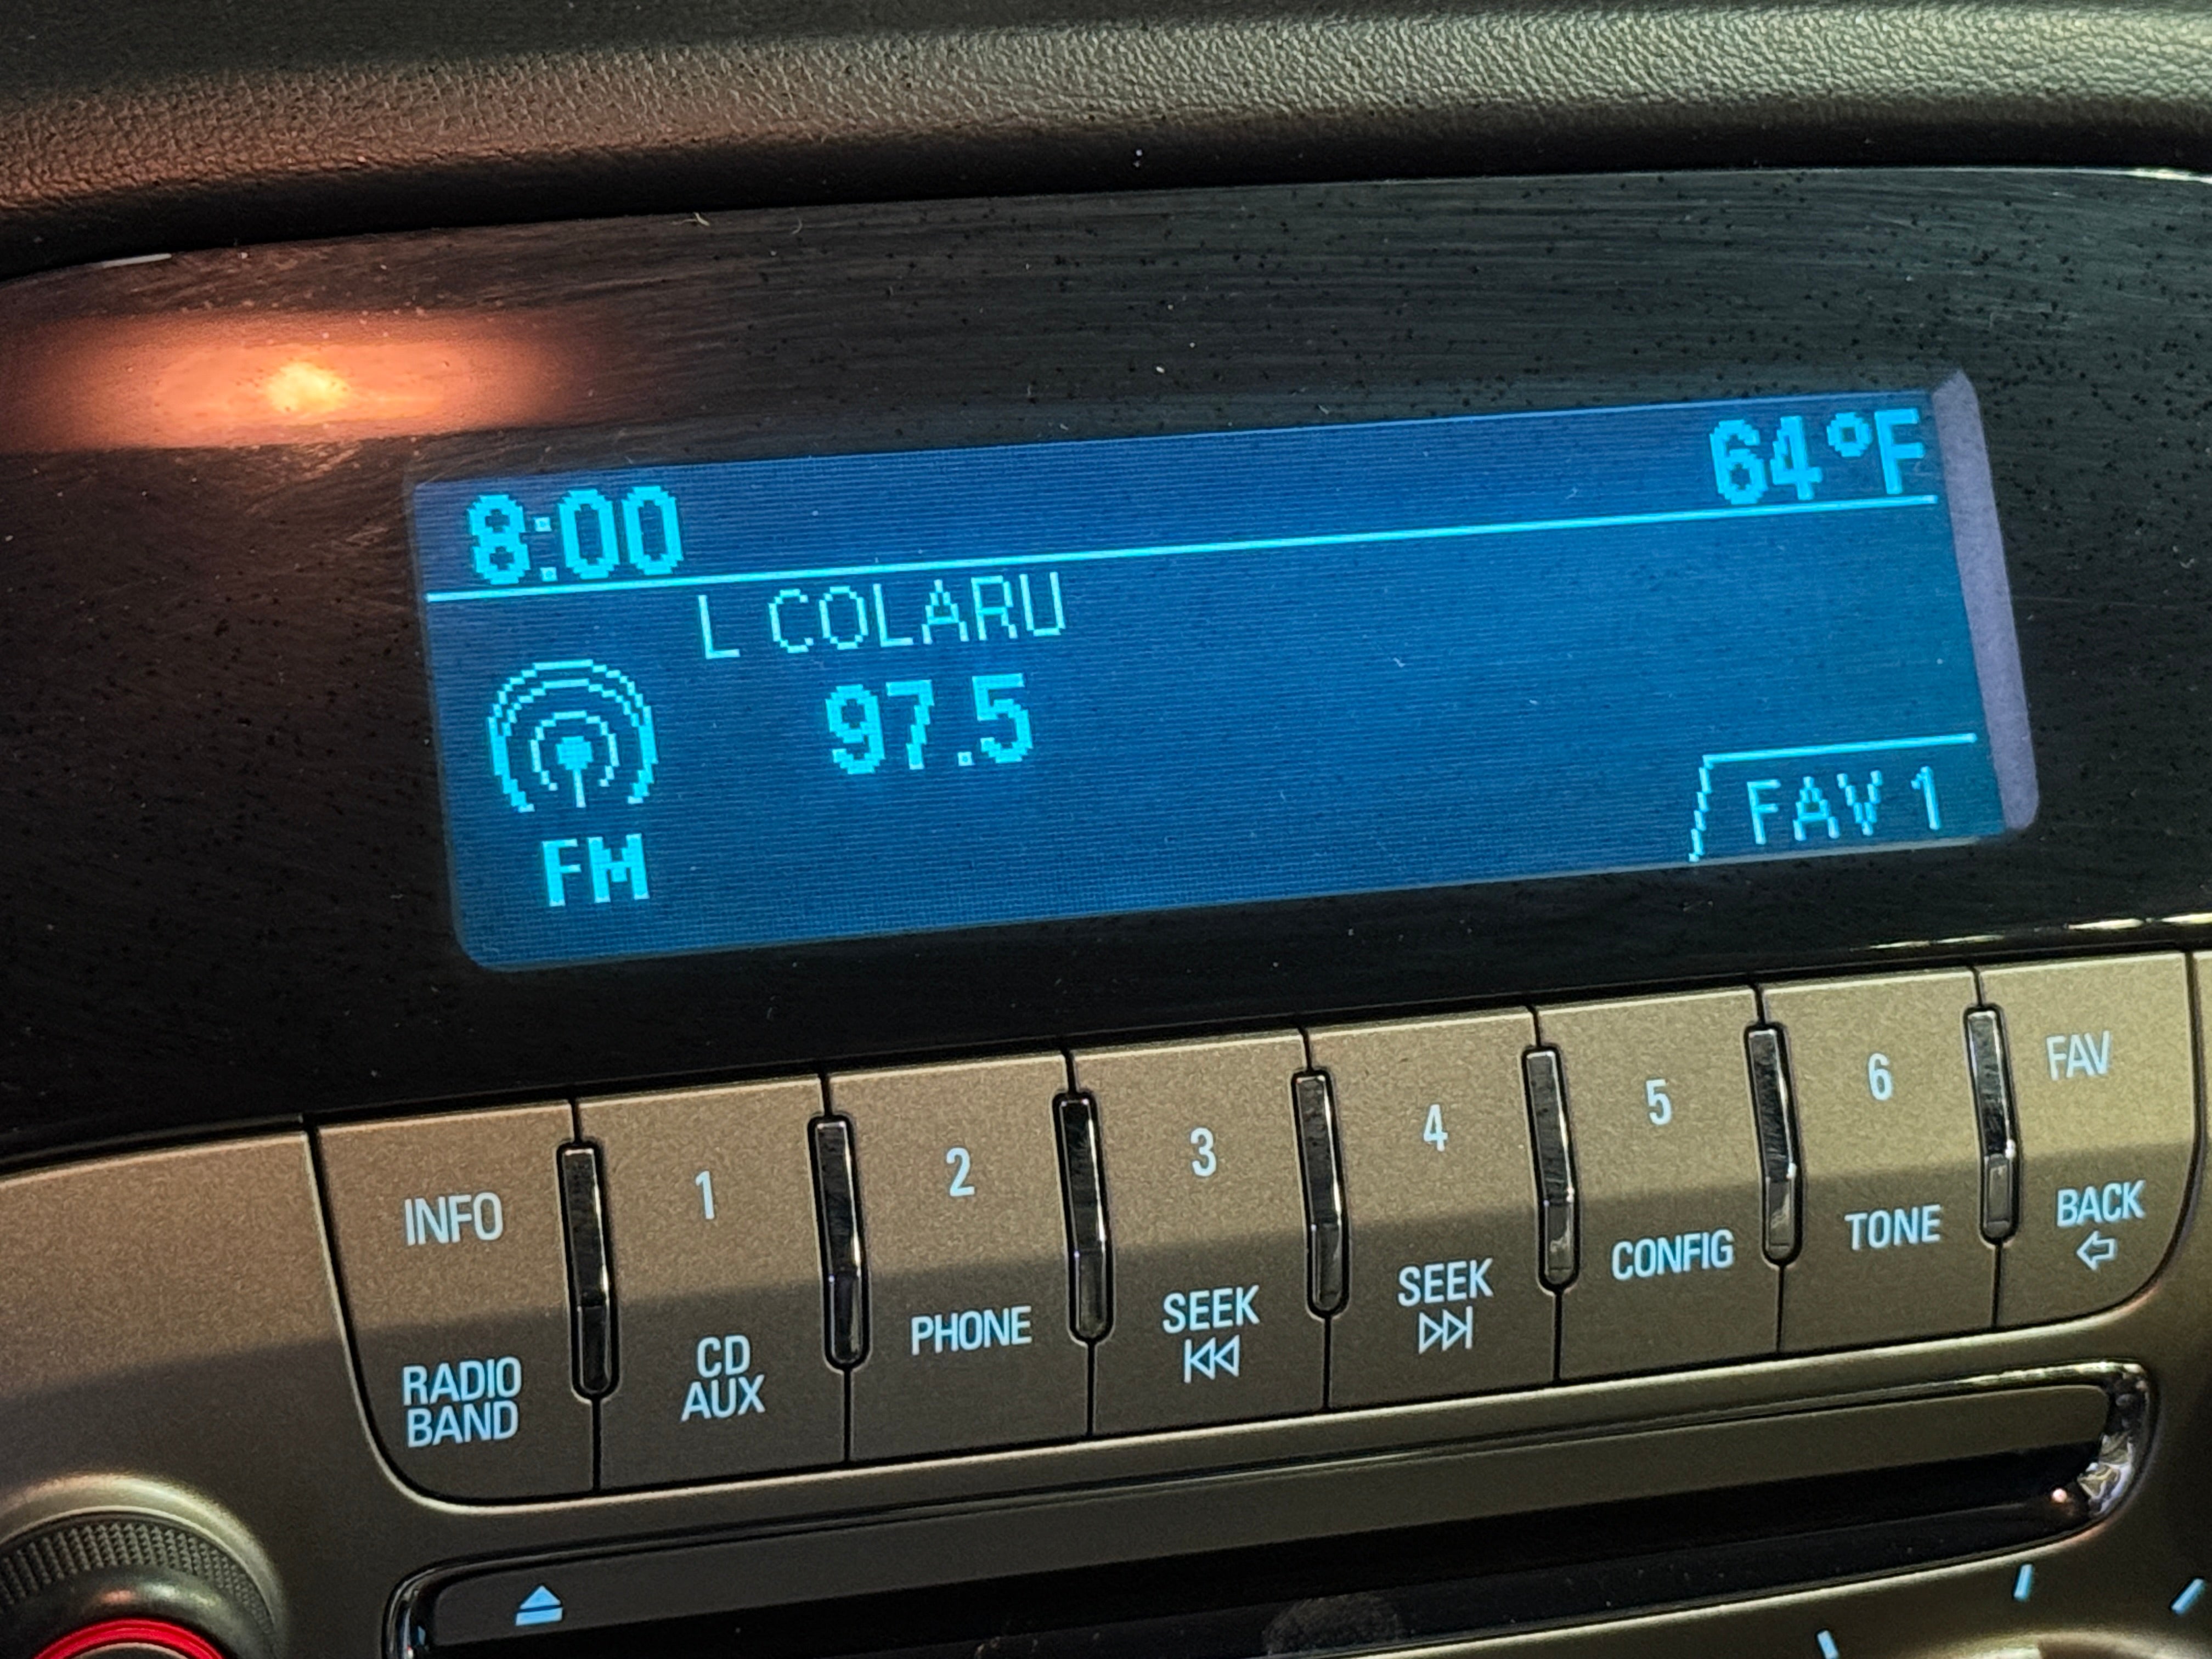 8:00 64°F
L COLARU
97.5
FM
FAV 1
INFO 1 2 3 4 5 6 FAV
RADIO BAND
CD AUX
PHONE
SEEK
SEEK
CONFIG
TONE
BACK